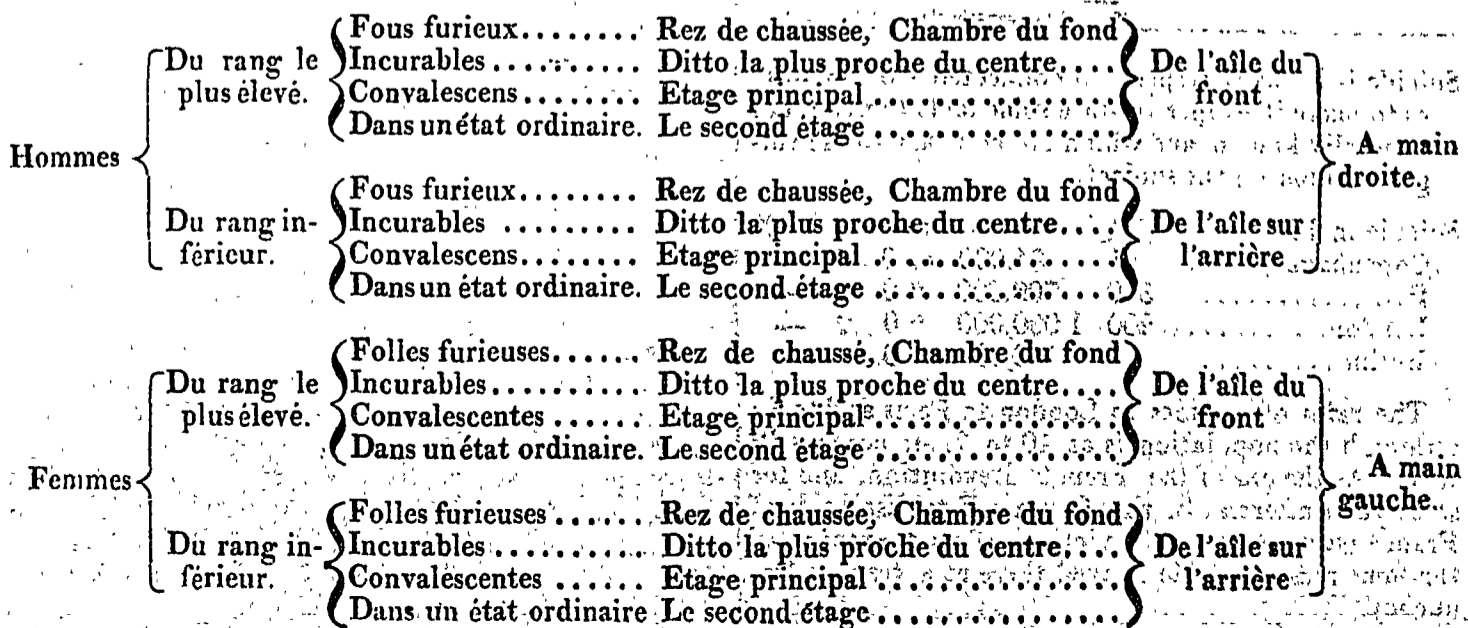 Fous furieux........ Rez de chaussée, Chambre du fond
Du rang le Incurables .......... Ditto la plus proche du centre.... De l'aîle du
plus élevé. Convalescens ........ Etage principal ................ front
Dans un état ordinaire. Le second étage ................ A main
Hommes droite.
Fous furieux........ Rez de chaussée, Chambre du fond
Du rang in- Incurables .......... Ditto la plus proche du centre.... De l'aîle sur
férieur. Convalescens........ Etage principal ................ l'arrière
Dans un état ordinaire. Le second étage ................
Folles furieuses...... Rez de chaussé, Chambre du fond
Du rang le Incurables.......... Ditto la plus proche du centre.... De l'aîle du
plus élevé. Convalescentes ...... Etage principal ................ front
Dans un état ordinaire. Le second étage ................ A main
Femmes gauche.
Folles furieuses ...... Rez de chaussée, Chambre du fond
Du rang in- Incurables.......... Ditto la plus proche du centre.... De l'aîle sur
férieur. Convalescentes ...... Etage principal ................ l'arrière
Dans un état ordinaire Le second étage ................